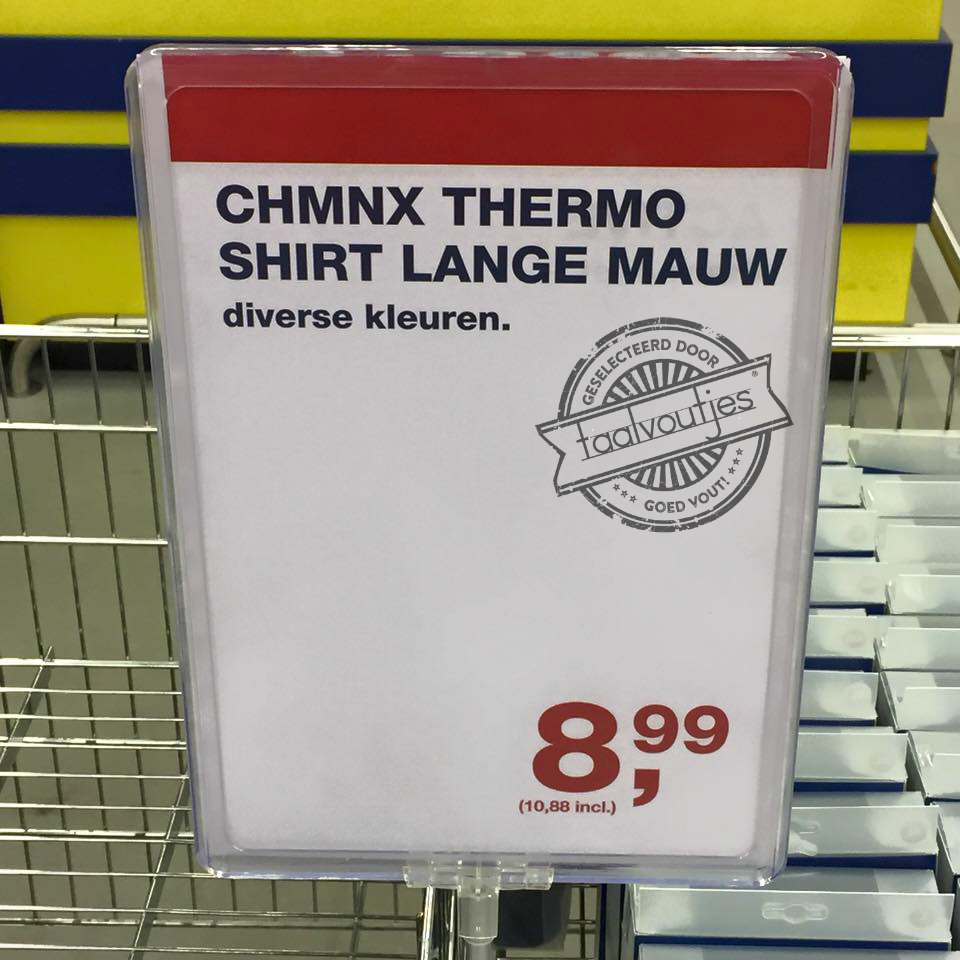 CHMNX THERMO
SHIRT LANGE MAUW
diverse kleuren.
GESELECTEERD DOOR
taalvoutjes®
GOED VOUT!
8,99
(10,88 incl.)